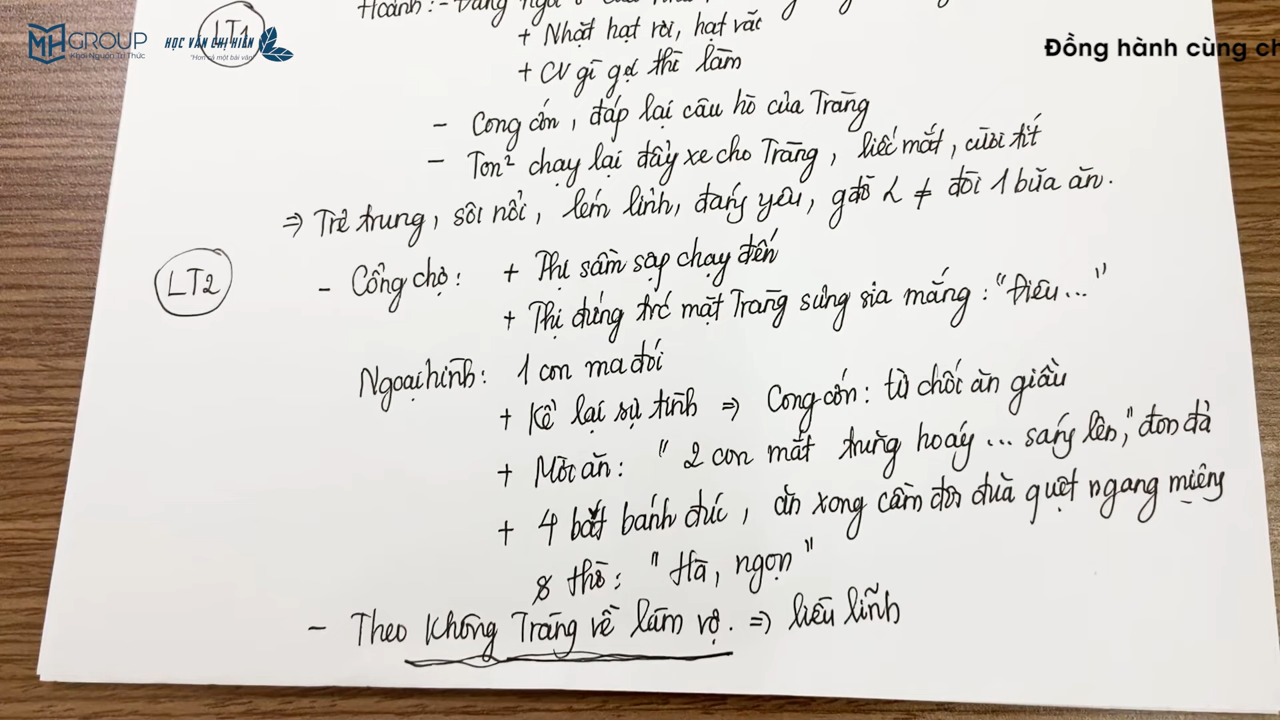 MH GROUP
Khơi Nguồn Tri Thức
HỌC VĂN CHỊ HIÊN
"Hơn cả một bài văn"
Đồng hành cùng ch
LT1
Hoành: -
+ Nhặt hạt rơi, hạt vãi
+ CV gì gọi thì làm
- Cong cớn, đáp lại câu hò của Tràng
- Ton² chạy lại đẩy xe cho Tràng, liếc mắt, cười tít
=> Trẻ trung, sôi nổi, lém lỉnh, đáng yêu, gđ ≠ đòi 1 bữa ăn.
LT2
- Cổng chợ: + Thị sầm sập chạy đến
+ Thị đứng trc mặt Tràng sưng sỉa mắng: "Điêu..."
Ngoại hình: 1 con ma đói
+ Kể lại sự tình => Cong cớn: từ chối ăn giầu
+ Mời ăn: "2 con mắt trũng hoáy ... sáng lên," đon đả
+ 4 bát bánh đúc, ăn xong cầm đôi đũa quệt ngang miệng
& thở: "Hà, ngon"
- Theo không Tràng về làm vợ. => liều lĩnh